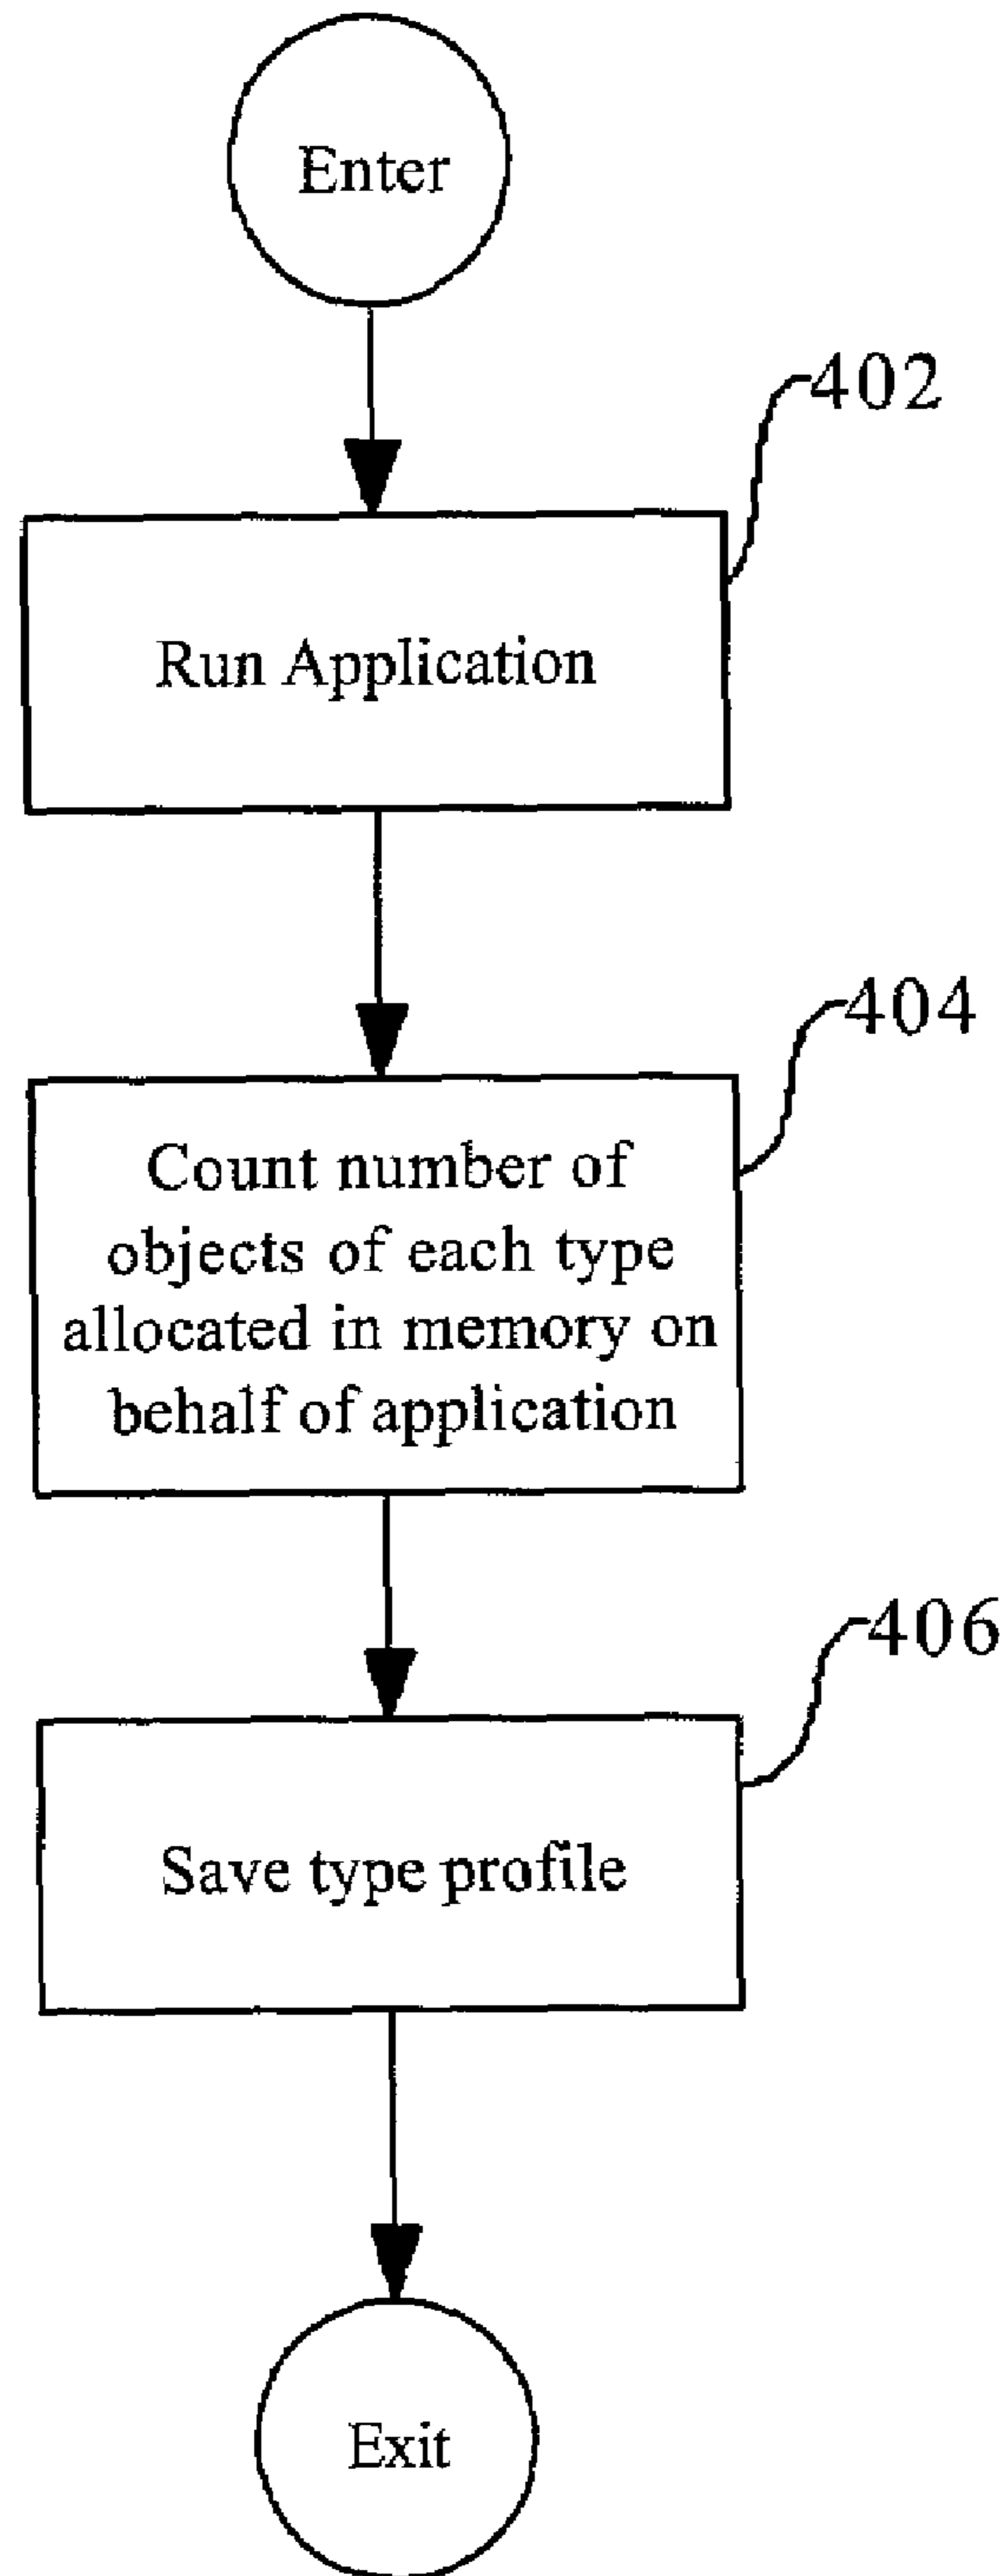 Enter
402
Run Application
404
Count number of
objects of each type
allocated in memory on
behalf of application
406
Save type profile
Exit